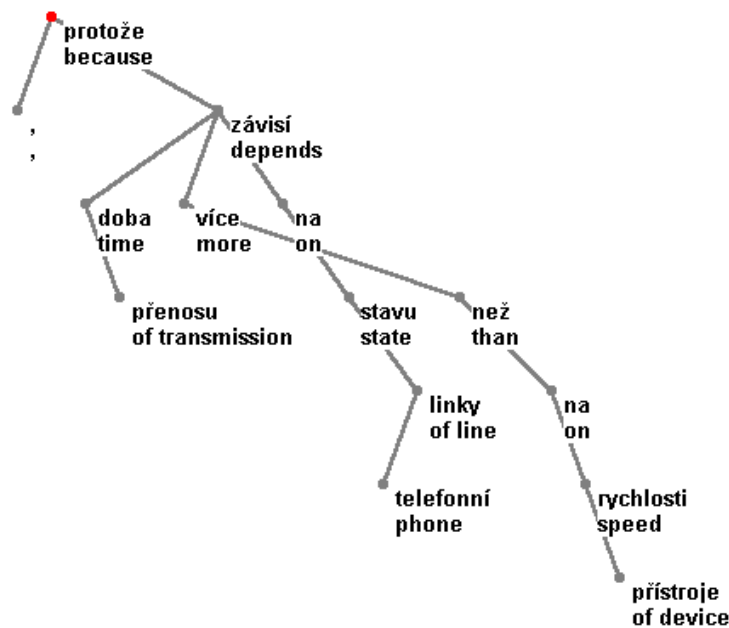 protože
because
,
,
závisí
depends
doba
time
více
more
na
on
přenosu
of transmission
stavu
state
než
than
linky
of line
na
on
telefonní
phone
rychlosti
speed
přístroje
of device